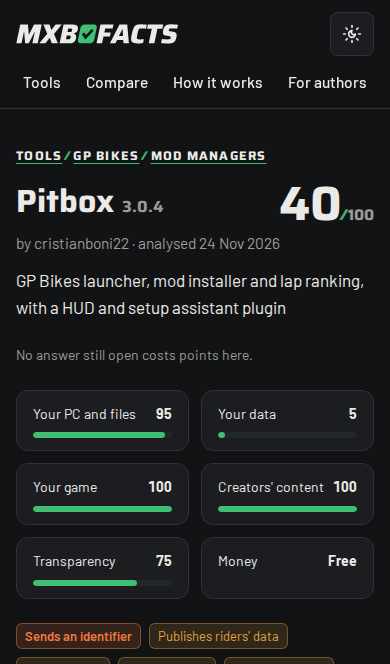 MXB FACTS
Tools Compare How it works For authors
TOOLS / GP BIKES / MOD MANAGERS
Pitbox 3.0.4 40/100
by cristianboni22 · analysed 24 Nov 2026
GP Bikes launcher, mod installer and lap ranking,
with a HUD and setup assistant plugin
No answer still open costs points here.
Your PC and files 95 Your data 5
Your game 100 Creators' content 100
Transparency 75 Money Free
Sends an identifier Publishes riders' data